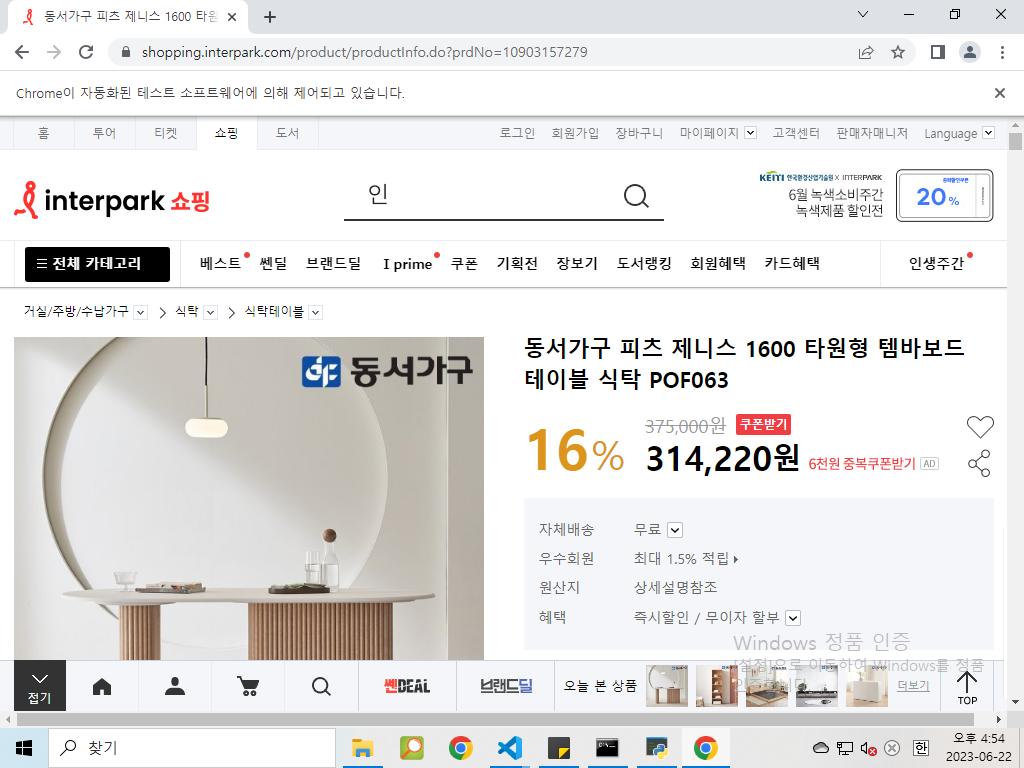 동서가구 피츠 제니스 1600 타원
shopping.interpark.com/product/productInfo.do?prdNo=10903157279
Chrome이 자동화된 테스트 소프트웨어에 의해 제어되고 있습니다.
홈 투어 티켓 쇼핑 도서 로그인 회원가입 장바구니 마이페이지 고객센터 판매자매니저 Language
interpark 쇼핑
인
KEITI 한국환경산업기술원 X INTERPARK
6월 녹색소비주간
녹색제품 할인전
20%
전체 카테고리 베스트 쎈딜 브랜드딜 I prime 쿠폰 기획전 장보기 도서랭킹 회원혜택 카드혜택 인생주간
거실/주방/수납가구 식탁 식탁테이블
동서가구
동서가구 피츠 제니스 1600 타원형 템바보드
테이블 식탁 POF063
16%
375,000원 쿠폰받기
314,220원 6천원 중복쿠폰받기 AD
자체배송 무료
우수회원 최대 1.5% 적립
원산지 상세설명참조
혜택 즉시할인 / 무이자 할부
Windows 정품 인증
[설정]으로 이동하여 Windows를 정품
접기 쎈DEAL 브랜드딜 오늘 본 상품 더보기 TOP
찾기
한
오후 4:54
2023-06-22